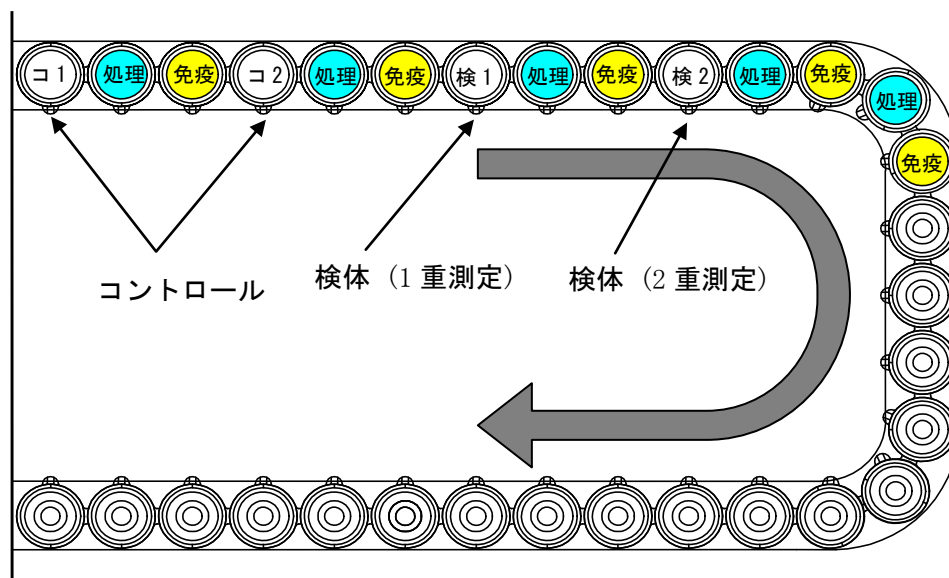 コ1 処理 免疫 コ2 処理 免疫 検1 処理 免疫 検2 処理 免疫
処理
免疫
コントロール
検体（1重測定）
検体（2重測定）